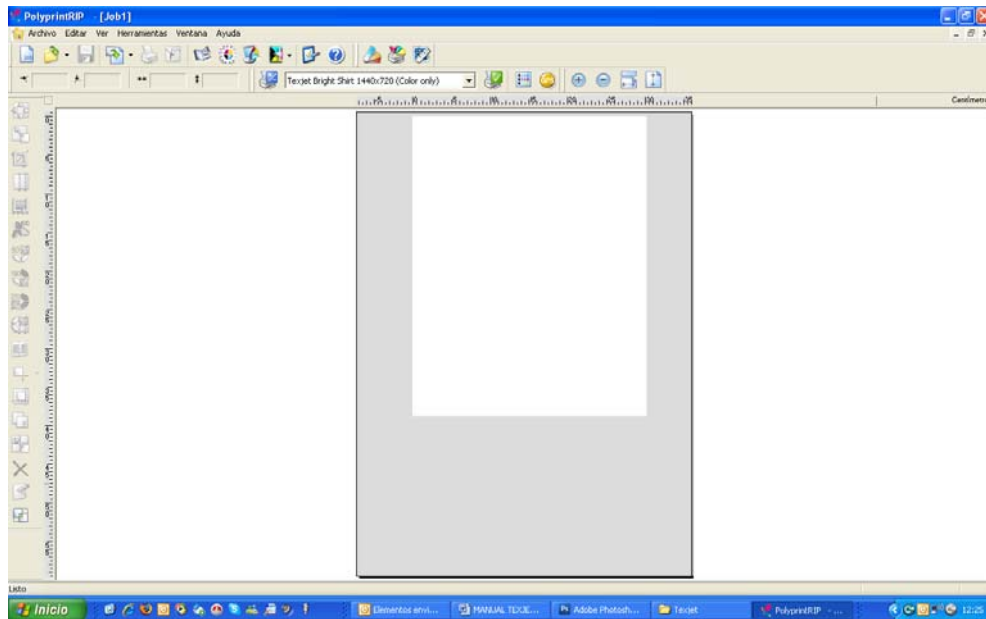 PolyprintRIP - [Job1]
Archivo Editar Ver Herramientas Ventana Ayuda
Texjet Bright Shirt 1440x720 (Color only)
Listo
Inicio
Elementos envi...
MANUAL TEXJE...
Adobe Photosh...
Texjet
PolyprintRIP - ...
12:25